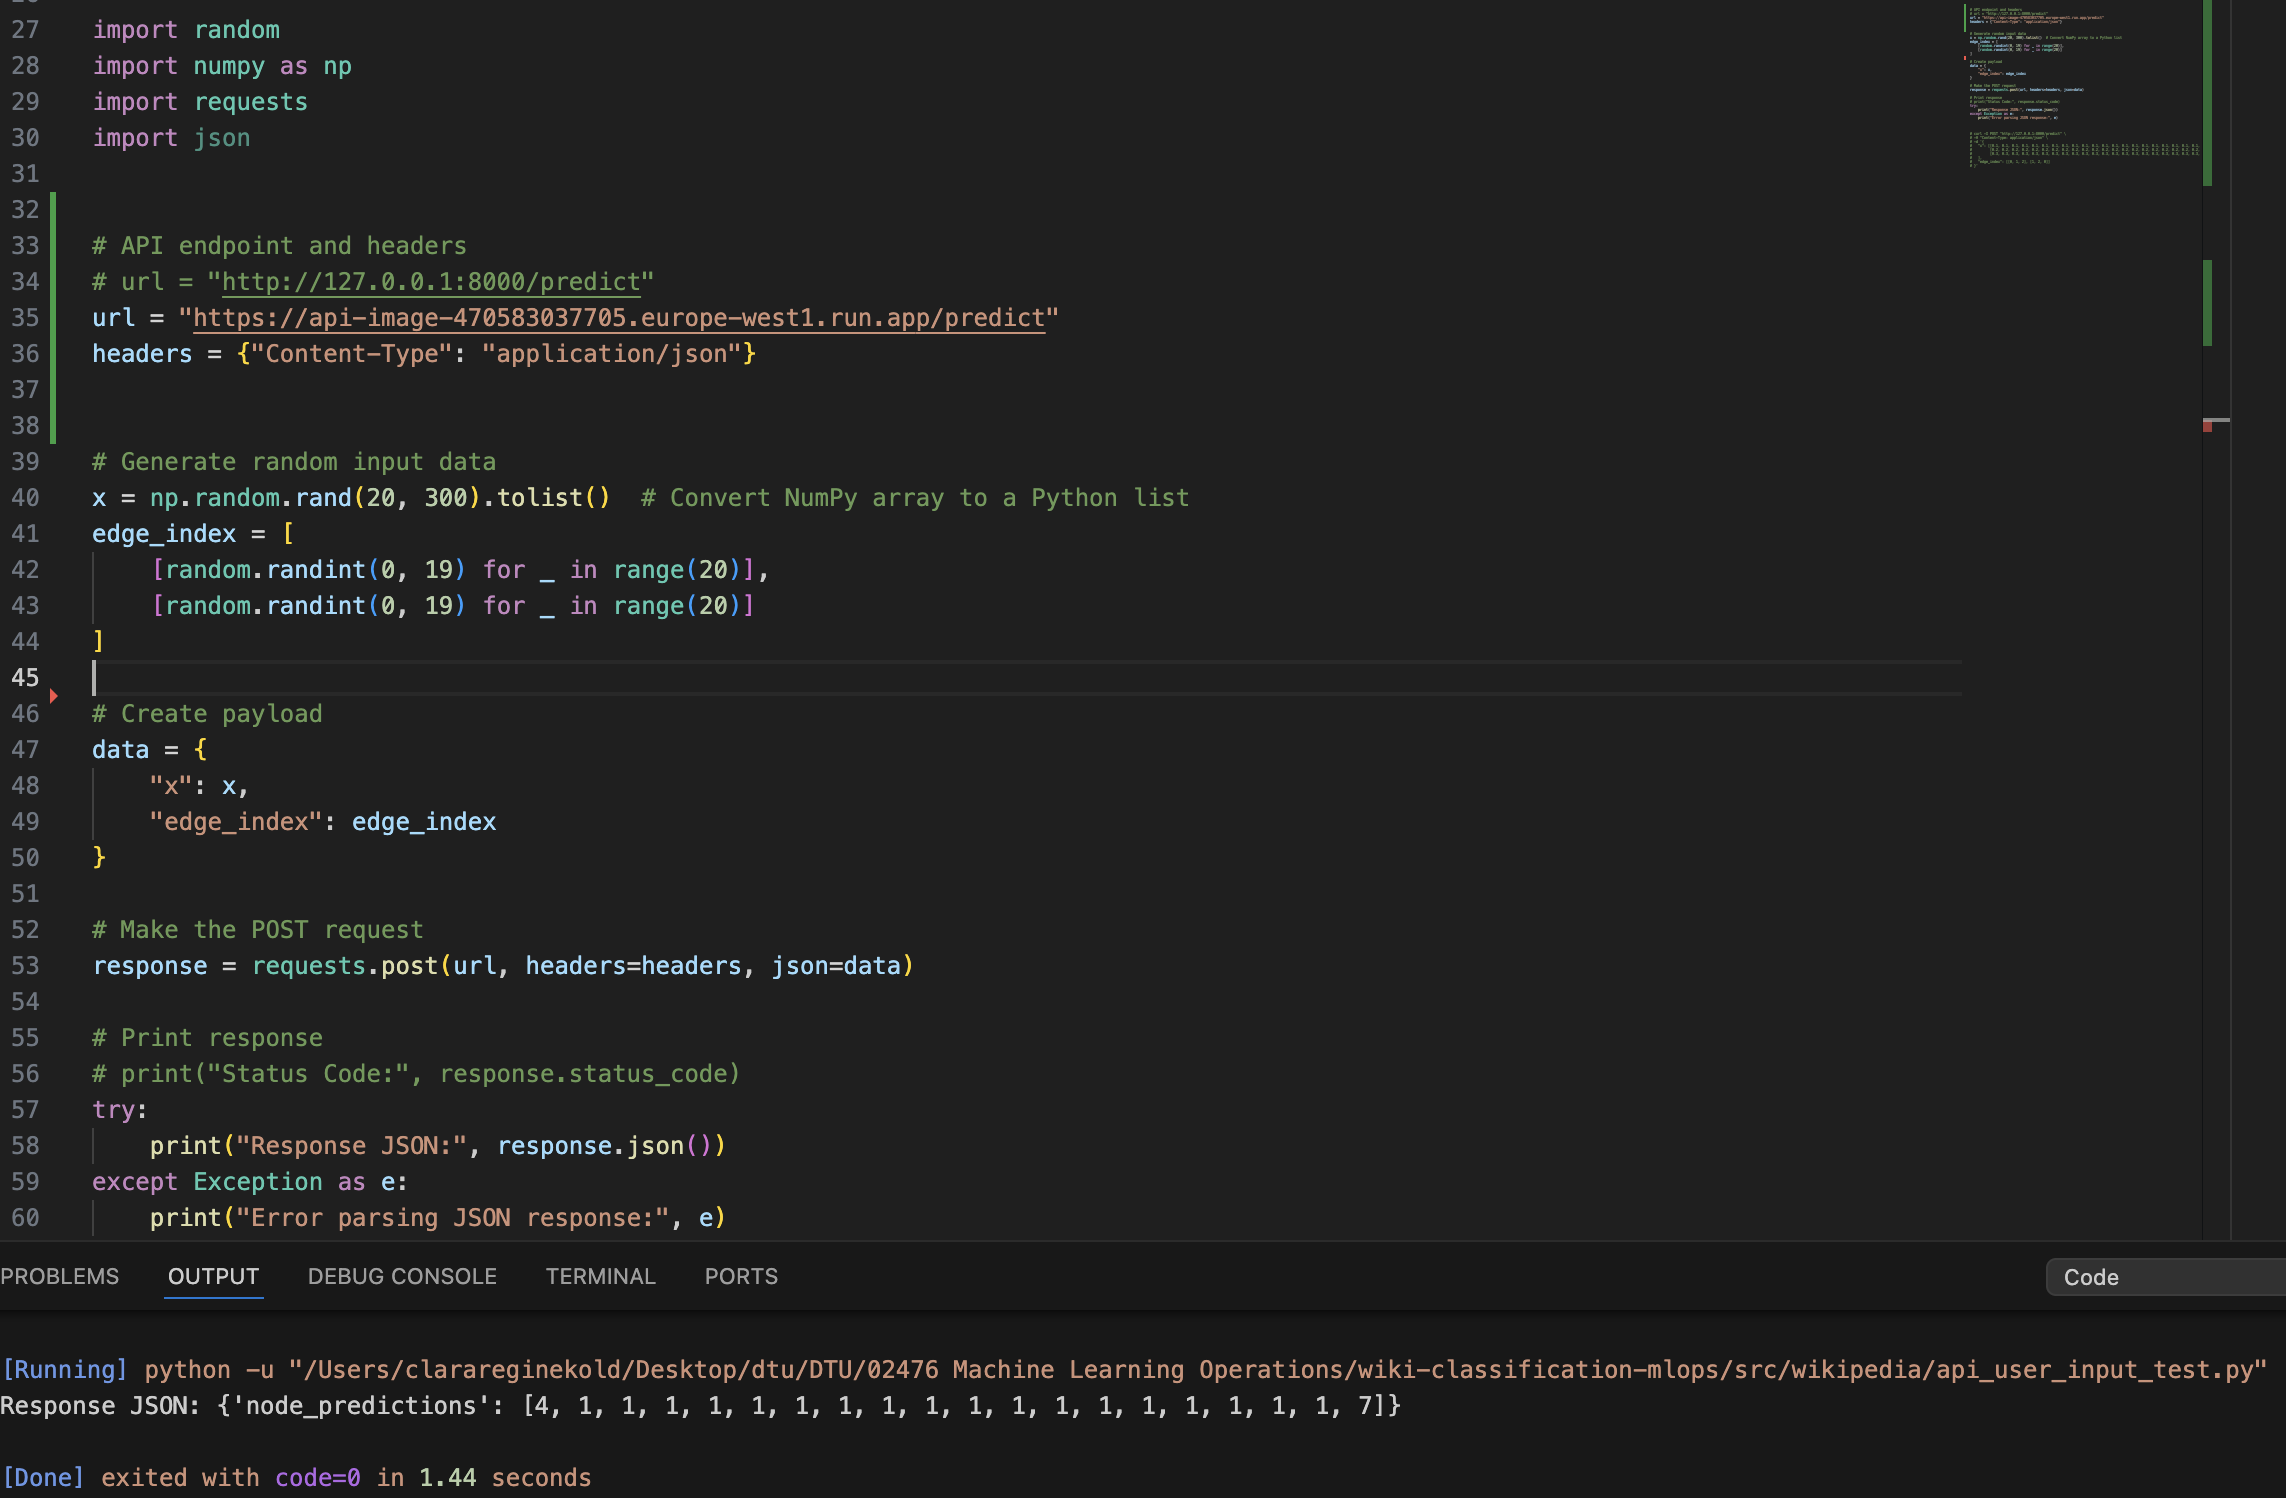 27 import random
28 import numpy as np
29 import requests
30 import json
31
32
33 # API endpoint and headers
34 # url = "http://127.0.0.1:8000/predict"
35 url = "https://api-image-470583037705.europe-west1.run.app/predict"
36 headers = {"Content-Type": "application/json"}
37
38
39 # Generate random input data
40 x = np.random.rand(20, 300).tolist()  # Convert NumPy array to a Python list
41 edge_index = [
42     [random.randint(0, 19) for _ in range(20)],
43     [random.randint(0, 19) for _ in range(20)]
44 ]
45
46 # Create payload
47 data = {
48     "x": x,
49     "edge_index": edge_index
50 }
51
52 # Make the POST request
53 response = requests.post(url, headers=headers, json=data)
54
55 # Print response
56 # print("Status Code:", response.status_code)
57 try:
58     print("Response JSON:", response.json())
59 except Exception as e:
60     print("Error parsing JSON response:", e)
PROBLEMS OUTPUT DEBUG CONSOLE TERMINAL PORTS Code
[Running] python -u "/Users/clarareginekold/Desktop/dtu/DTU/02476 Machine Learning Operations/wiki-classification-mlops/src/wikipedia/api_user_input_test.py"
Response JSON: {'node_predictions': [4, 1, 1, 1, 1, 1, 1, 1, 1, 1, 1, 1, 1, 1, 1, 1, 1, 1, 1, 7]}
[Done] exited with code=0 in 1.44 seconds